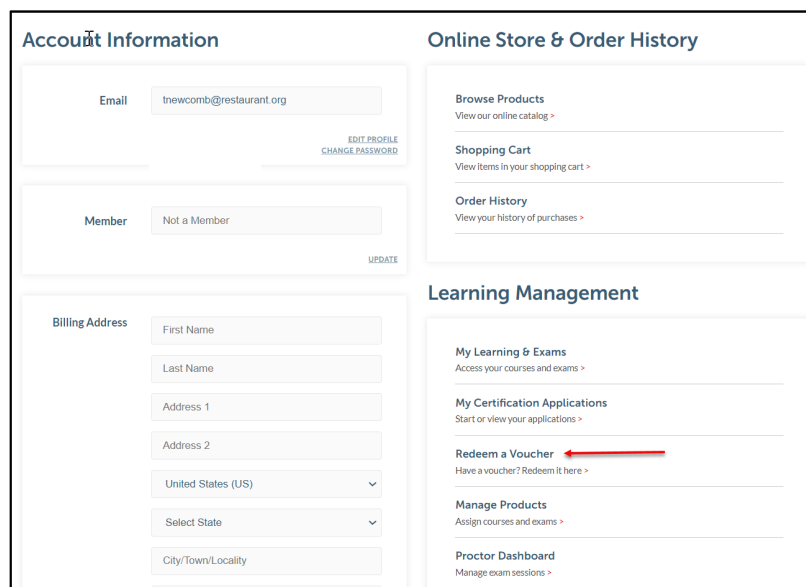 Account Information
Email
tnewcomb@restaurant.org
EDIT PROFILE
CHANGE PASSWORD
Member
Not a Member
UPDATE
Billing Address
First Name
Last Name
Address 1
Address 2
United States (US)
Select State
City/Town/Locality
Online Store & Order History
Browse Products
View our online catalog >
Shopping Cart
View items in your shopping cart >
Order History
View your history of purchases >
Learning Management
My Learning & Exams
Access your courses and exams >
My Certification Applications
Start or view your applications >
Redeem a Voucher
Have a voucher? Redeem it here >
Manage Products
Assign courses and exams >
Proctor Dashboard
Manage exam sessions >